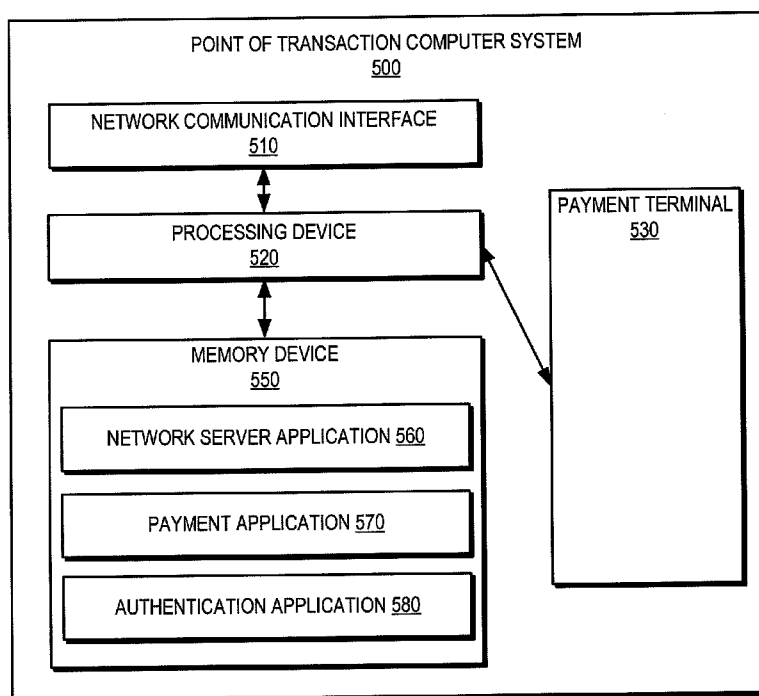 POINT OF TRANSACTION COMPUTER SYSTEM
500
NETWORK COMMUNICATION INTERFACE
510
PROCESSING DEVICE
520
PAYMENT TERMINAL
530
MEMORY DEVICE
550
NETWORK SERVER APPLICATION 560
PAYMENT APPLICATION 570
AUTHENTICATION APPLICATION 580